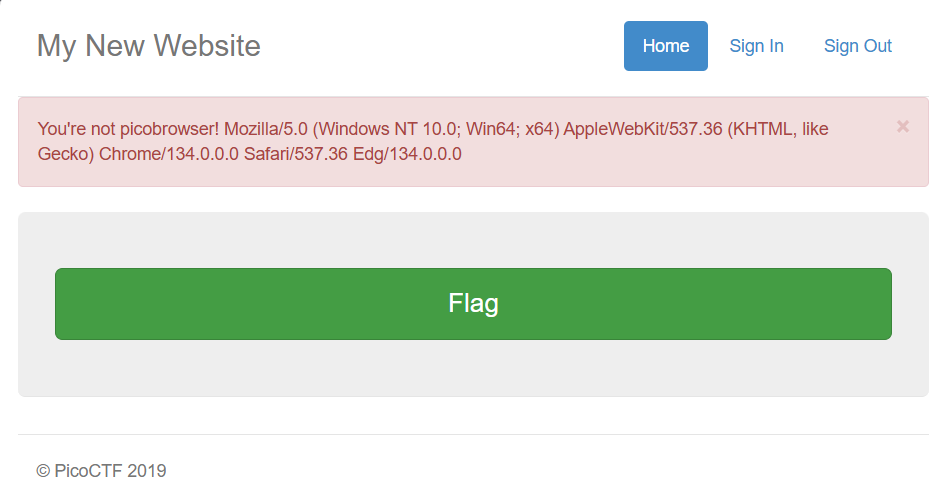 My New Website
Home
Sign In
Sign Out
You're not picobrowser! Mozilla/5.0 (Windows NT 10.0; Win64; x64) AppleWebKit/537.36 (KHTML, like
Gecko) Chrome/134.0.0.0 Safari/537.36 Edg/134.0.0.0
×
Flag
© PicoCTF 2019